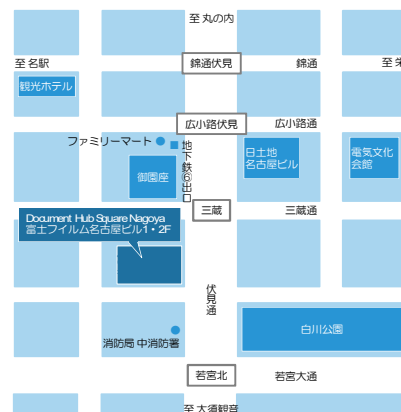 至 丸の内
至 名駅
錦通伏見
錦通
至 栄
観光ホテル
広小路伏見
広小路通
ファミリーマート
地下鉄⑥出口
日土地
名古屋ビル
電気文化
会館
御園座
三蔵
三蔵通
Document Hub Square Nagoya
富士フイルム名古屋ビル1・2F
伏見通
白川公園
消防局 中消防署
若宮北
若宮大通
至 大須観音